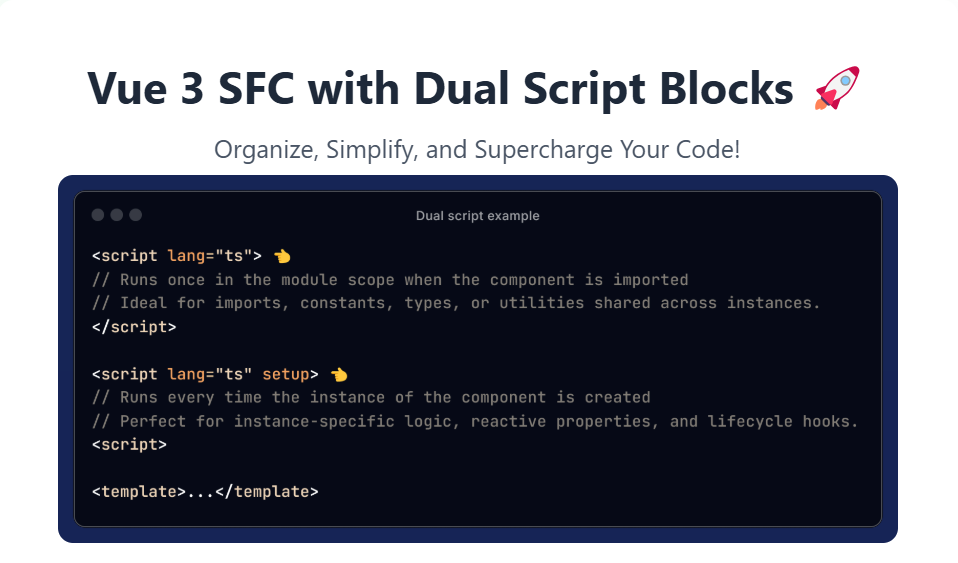 Vue 3 SFC with Dual Script Blocks 🚀
Organize, Simplify, and Supercharge Your Code!
Dual script example
<script lang="ts"> 👈
// Runs once in the module scope when the component is imported
// Ideal for imports, constants, types, or utilities shared across instances.
</script>
<script lang="ts" setup> 👈
// Runs every time the instance of the component is created
// Perfect for instance-specific logic, reactive properties, and lifecycle hooks.
<script>
<template>...</template>